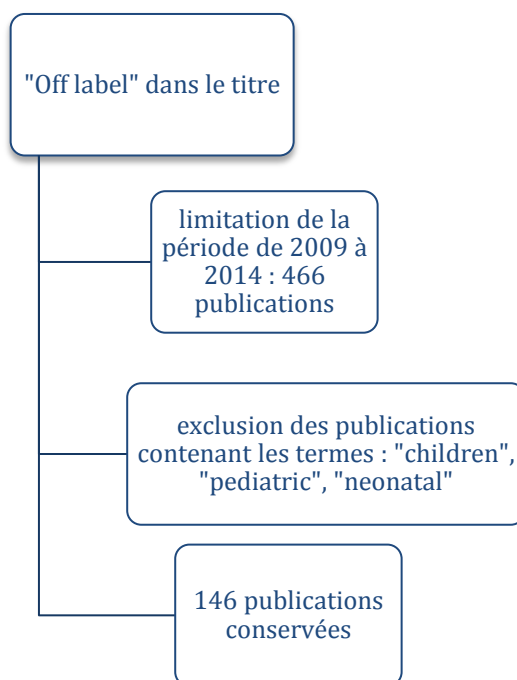 "Off label" dans le titre
limitation de la
période de 2009 à
2014 : 466
publications
exclusion des publications
contenant les termes : "children",
"pediatric", "neonatal"
146 publications
conservées